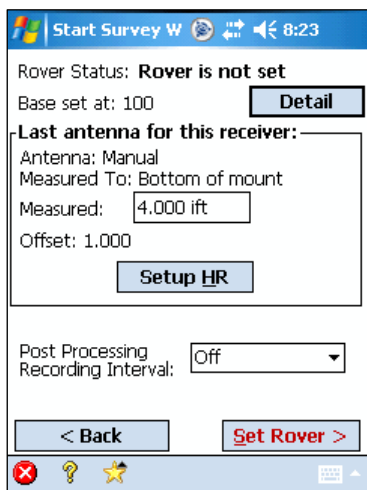 Start Survey W 8:23
Rover Status: Rover is not set
Base set at: 100 Detail
Last antenna for this receiver:
Antenna: Manual
Measured To: Bottom of mount
Measured: 4.000 ift
Offset: 1.000
Setup HR
Post Processing
Recording Interval: Off
< Back Set Rover >